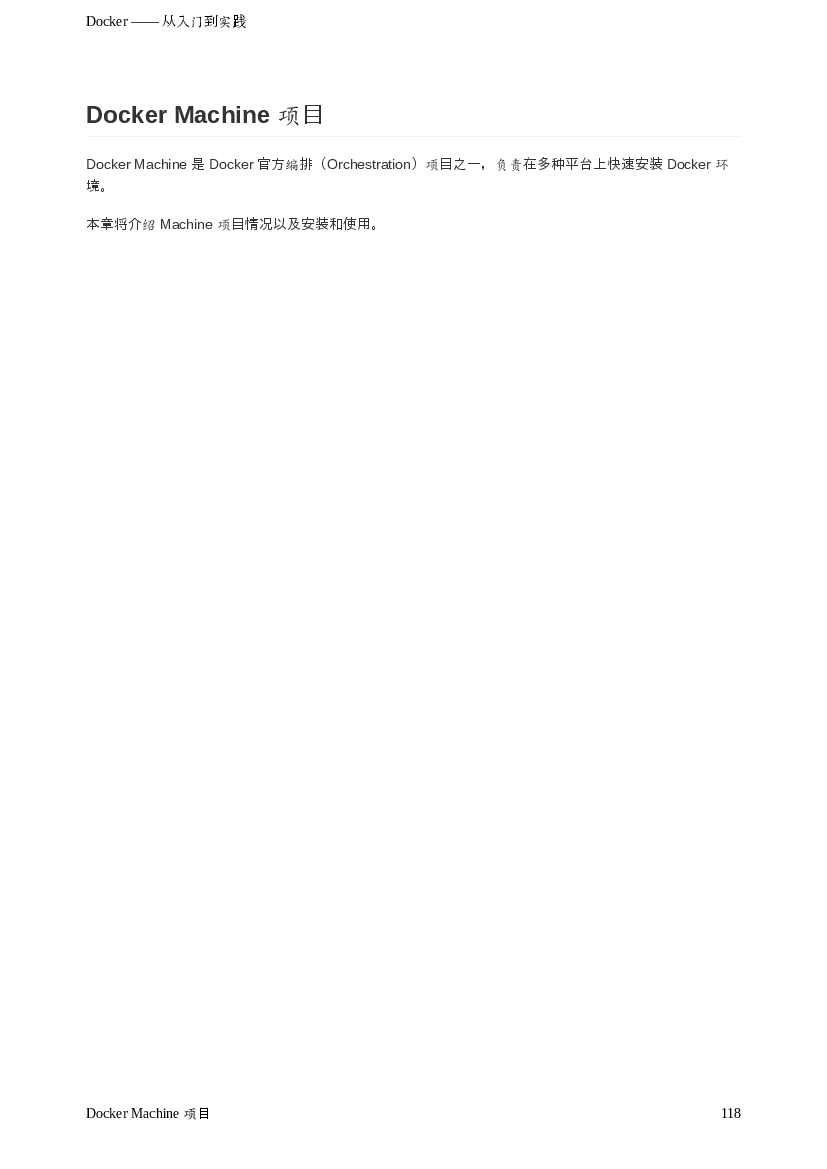 Docker —— 从入门到实践
Docker Machine 项目
Docker Machine 是 Docker 官方编排（Orchestration）项目之一，负责在多种平台上快速安装 Docker 环
境。
本章将介绍 Machine 项目情况以及安装和使用。
Docker Machine 项目
118